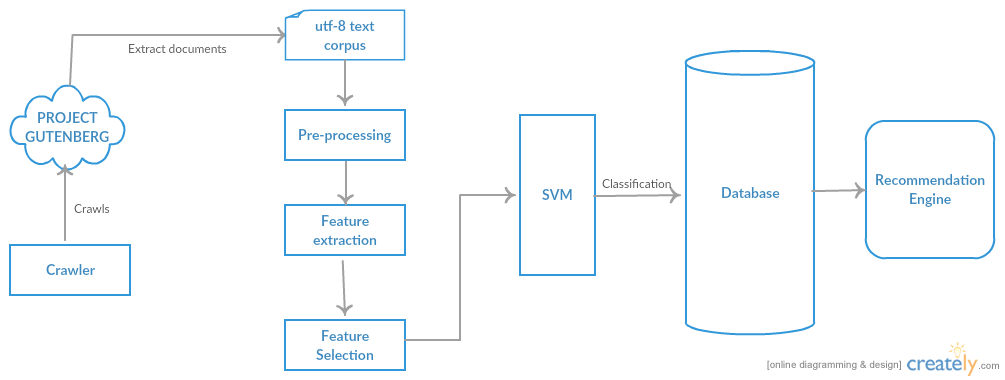 utf-8 text
corpus
Extract documents
PROJECT
GUTENBERG
Pre-processing
Crawls
Crawler
Feature
extraction
Feature
Selection
SVM
Classification
Database
Recommendation
Engine
[online diagramming & design] creately.com